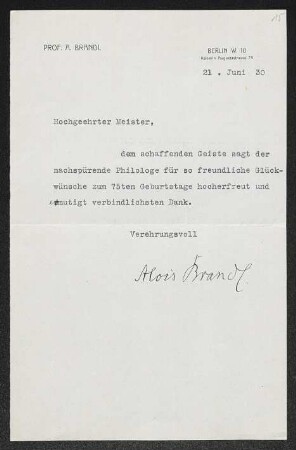 15
PROF. A. BRANDL
BERLIN W 10
21. Juni 30
Hochgeehrter Meister,
dem schaffenden Geiste sagt der
nachspürende Philologe für so freundliche Glück-
wünsche zum 75ten Geburtstage hocherfreut und
ermutigt verbindlichsten Dank.
Verehrungsvoll
Alois Brandl.